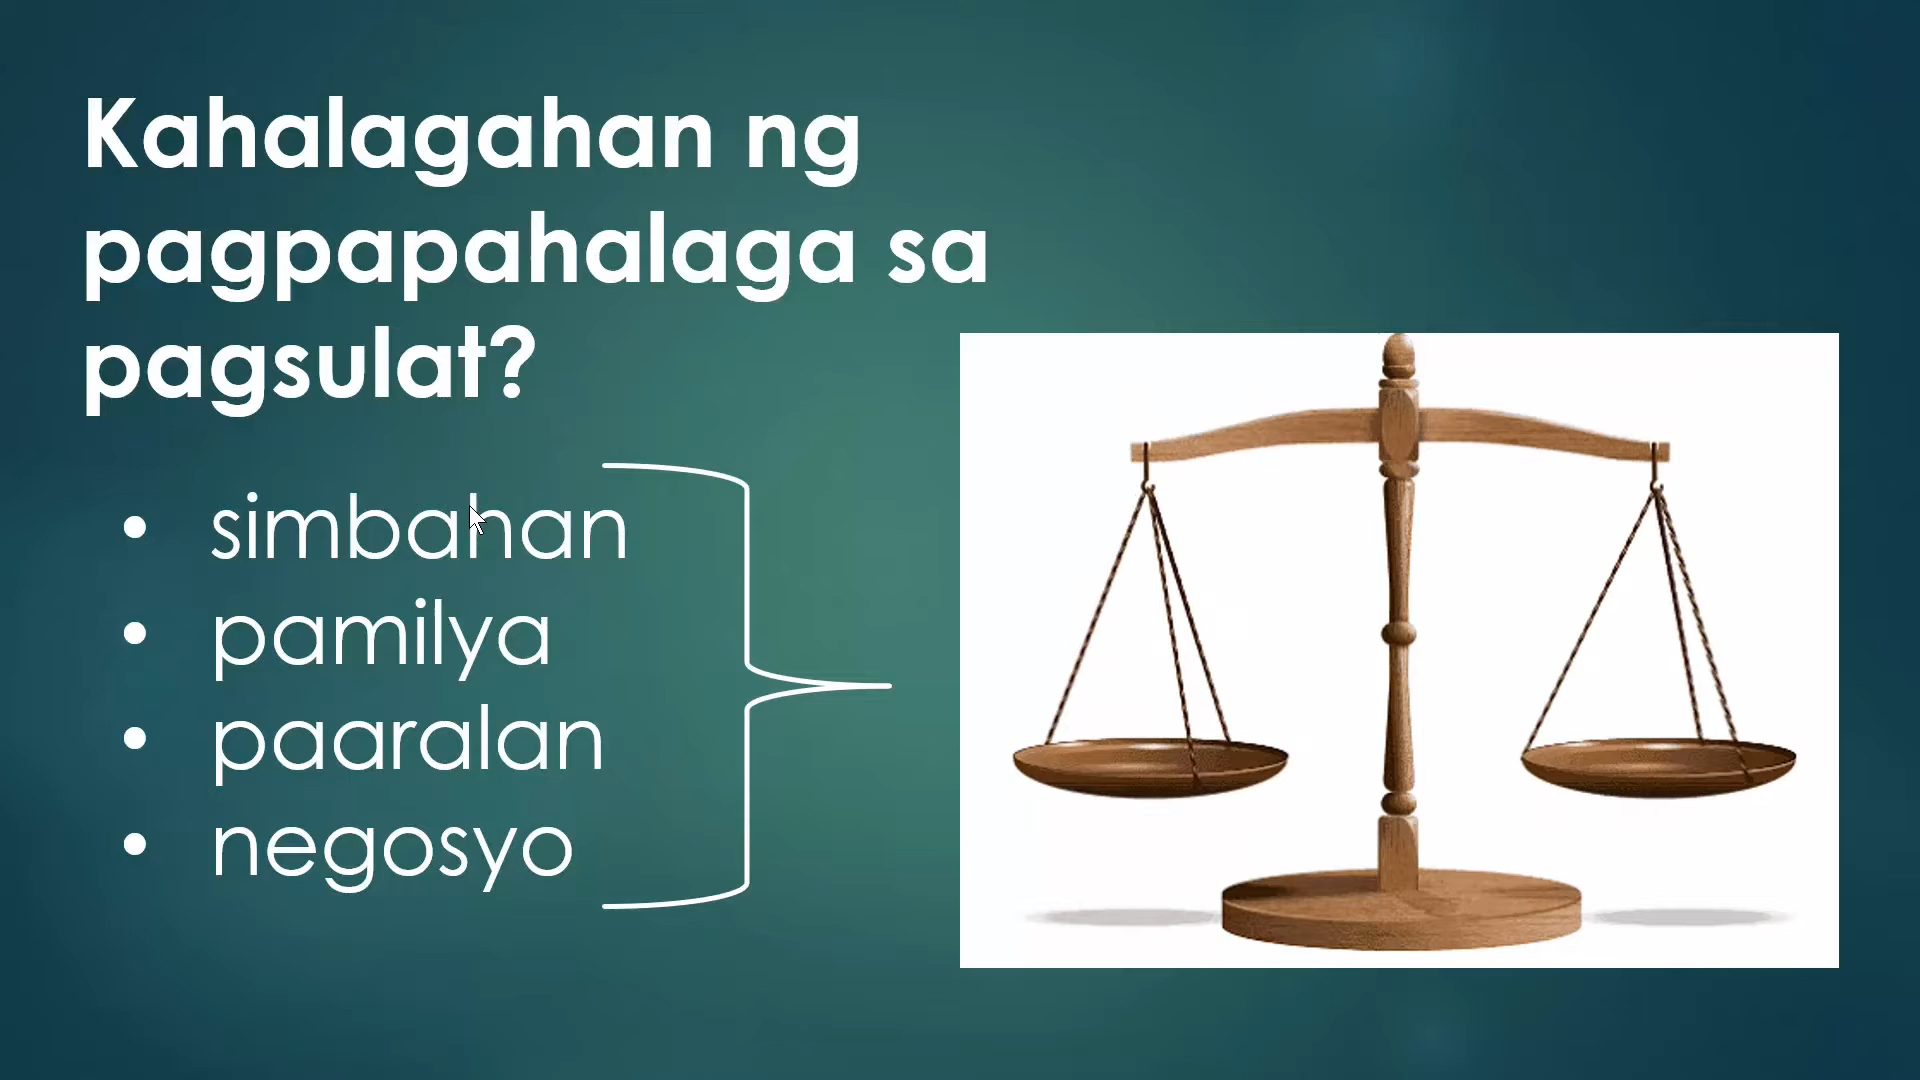 Kahalagahan ng
pagpapahalaga sa
pagsulat?
• simbahan
• pamilya
• paaralan
• negosyo